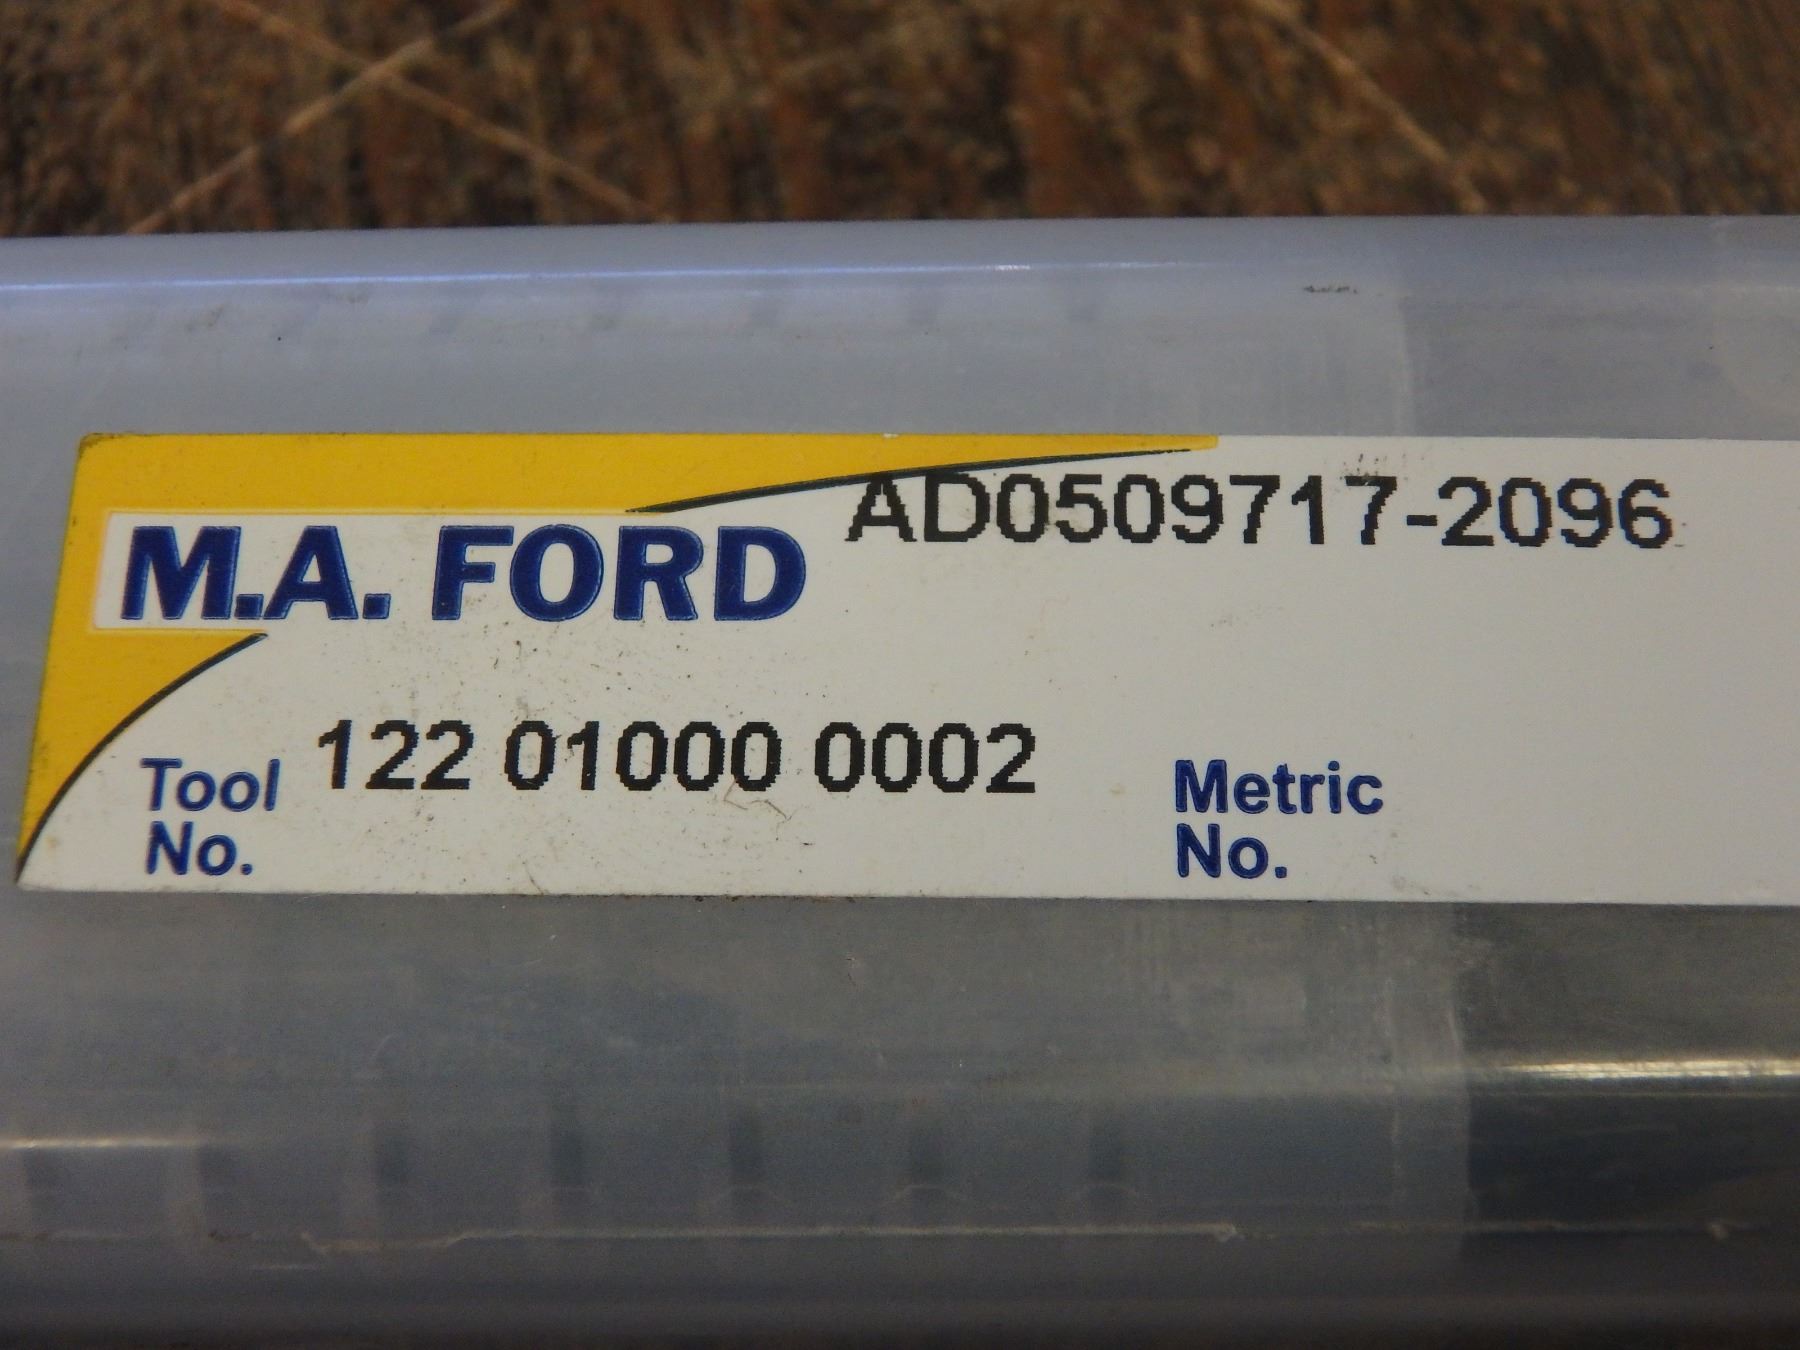 AD0509717-2096
M.A. FORD
Tool No. 122 01000 0002
Metric No.